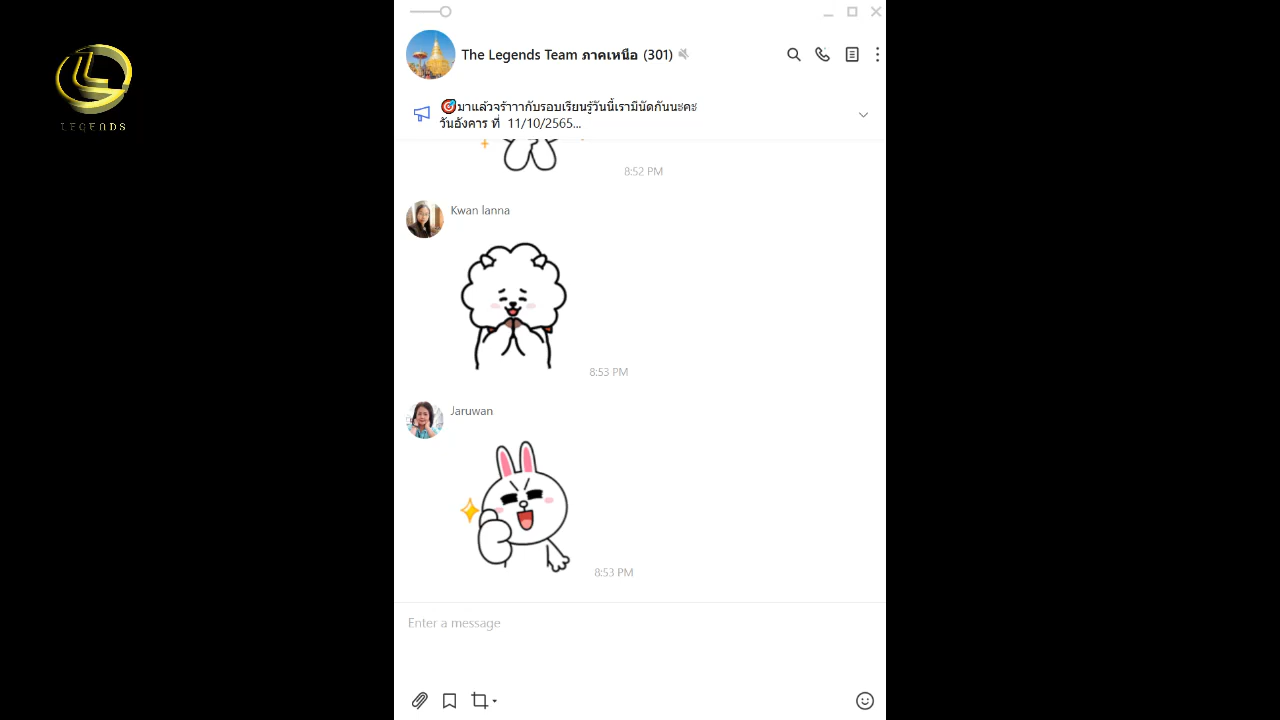 LEGENDS
The Legends Team ภาคเหนือ (301)
🎯มาแล้วจร้าาากับรอบเรียนรู้วันนี้เรามีนัดกันนะคะ
วันอังคาร ที่ 11/10/2565...
8:52 PM
Kwan lanna
8:53 PM
Jaruwan
8:53 PM
Enter a message